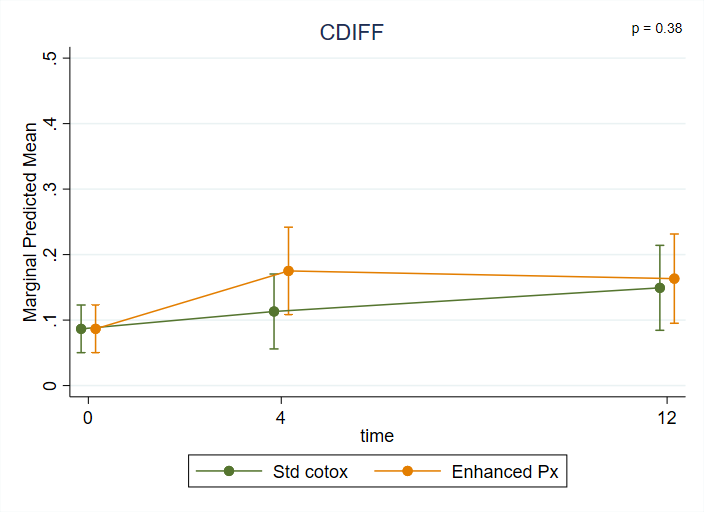 CDIFF
p = 0.38
Marginal Predicted Mean
.5
.4
.3
.2
.1
0
0 4 12
time
Std cotox Enhanced Px